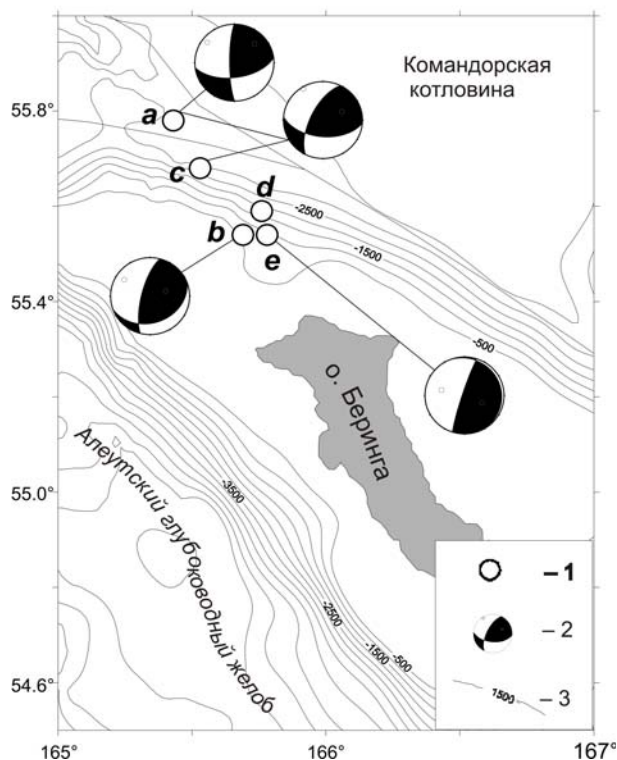 55.8°
55.4°
55.0°
54.6°
165°
166°
167°
Командорская
котловина
a
c
d
b
e
-2500
-1500
-500
о. Беринга
Алеутский глубоководный желоб
-3500
-2500
-1500
-500
– 1
– 2
1500
– 3